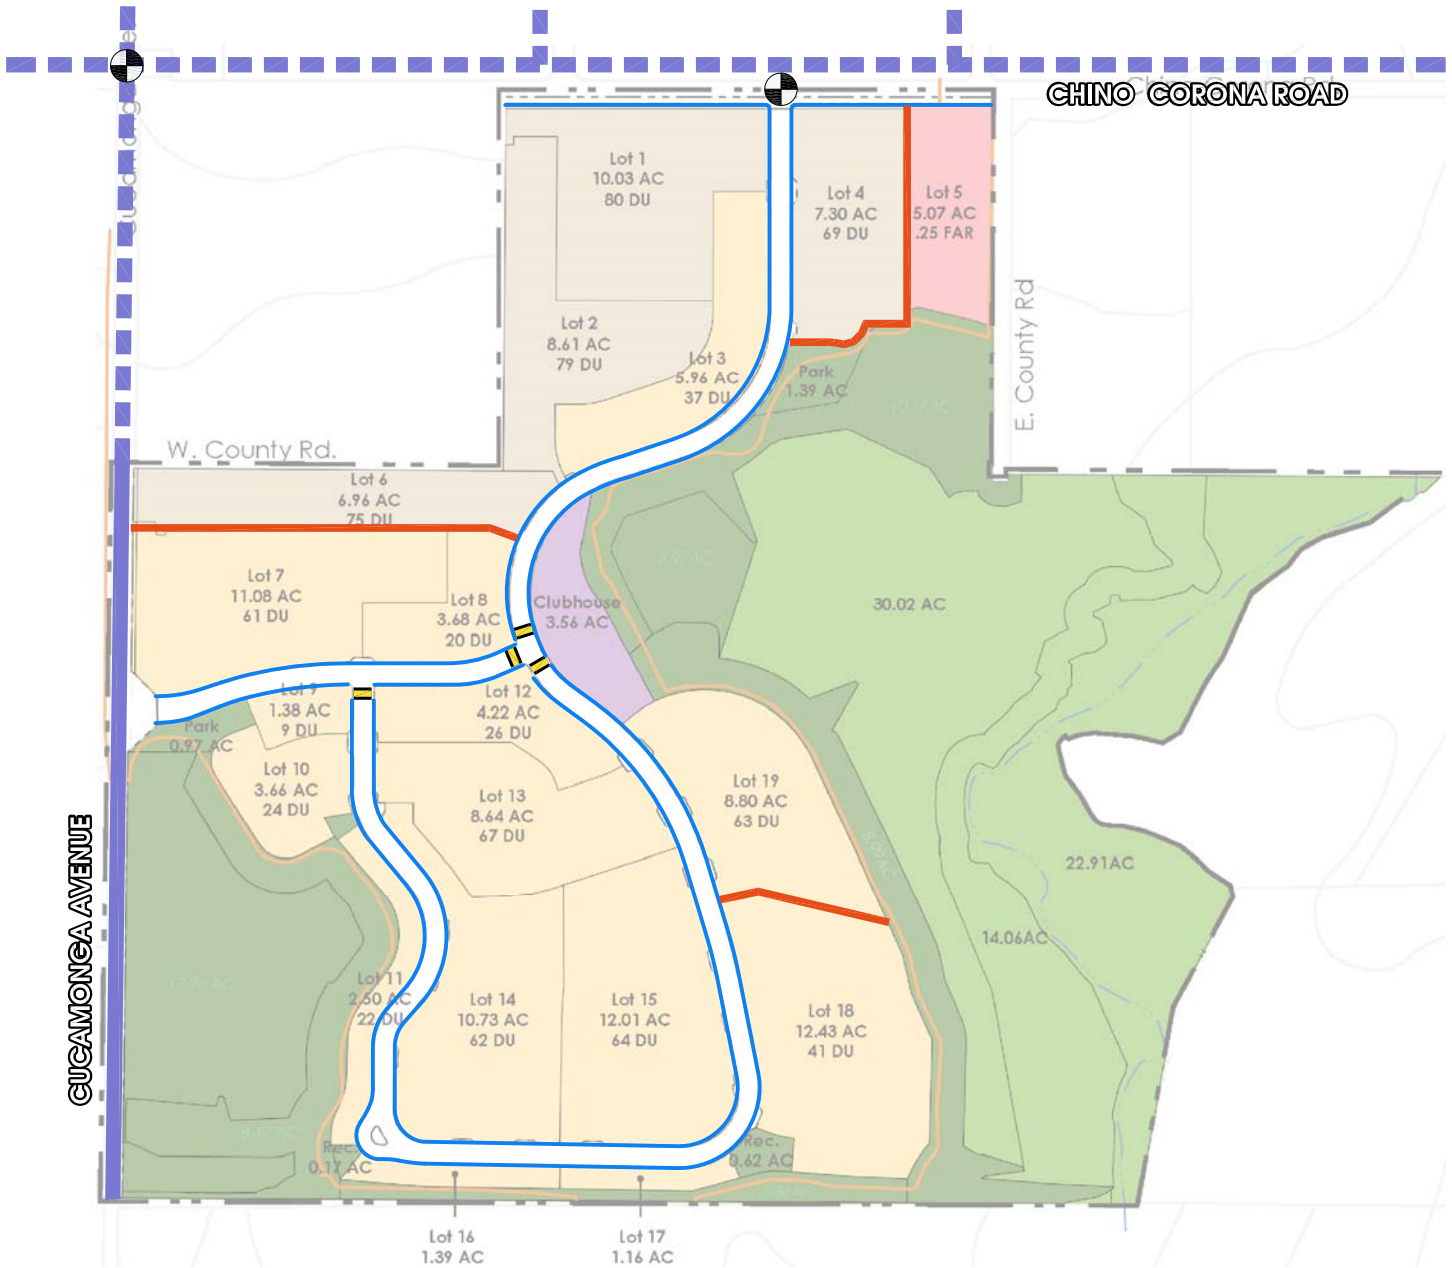 CHINO CORONA ROAD
Lot 1
10.03 AC
80 DU
Lot 4
7.30 AC
69 DU
Lot 5
5.07 AC
.25 FAR
E. County Rd
Lot 2
8.61 AC
79 DU
Lot 3
5.96 AC
37 DU
Park
1.39 AC
W. County Rd.
Lot 6
6.96 AC
75 DU
Lot 7
11.08 AC
61 DU
Lot 8
3.68 AC
20 DU
Clubhouse
3.56 AC
30.02 AC
Lot 9
1.38 AC
9 DU
Lot 12
4.22 AC
26 DU
Park
0.97 AC
Lot 10
3.66 AC
24 DU
Lot 13
8.64 AC
67 DU
Lot 19
8.80 AC
63 DU
22.91AC
14.06AC
CUCAMONGA AVENUE
Lot 11
2.50 AC
22 DU
Lot 14
10.73 AC
62 DU
Lot 15
12.01 AC
64 DU
Lot 18
12.43 AC
41 DU
Rec.
0.17 AC
Rec.
0.62 AC
Lot 16
1.39 AC
Lot 17
1.16 AC